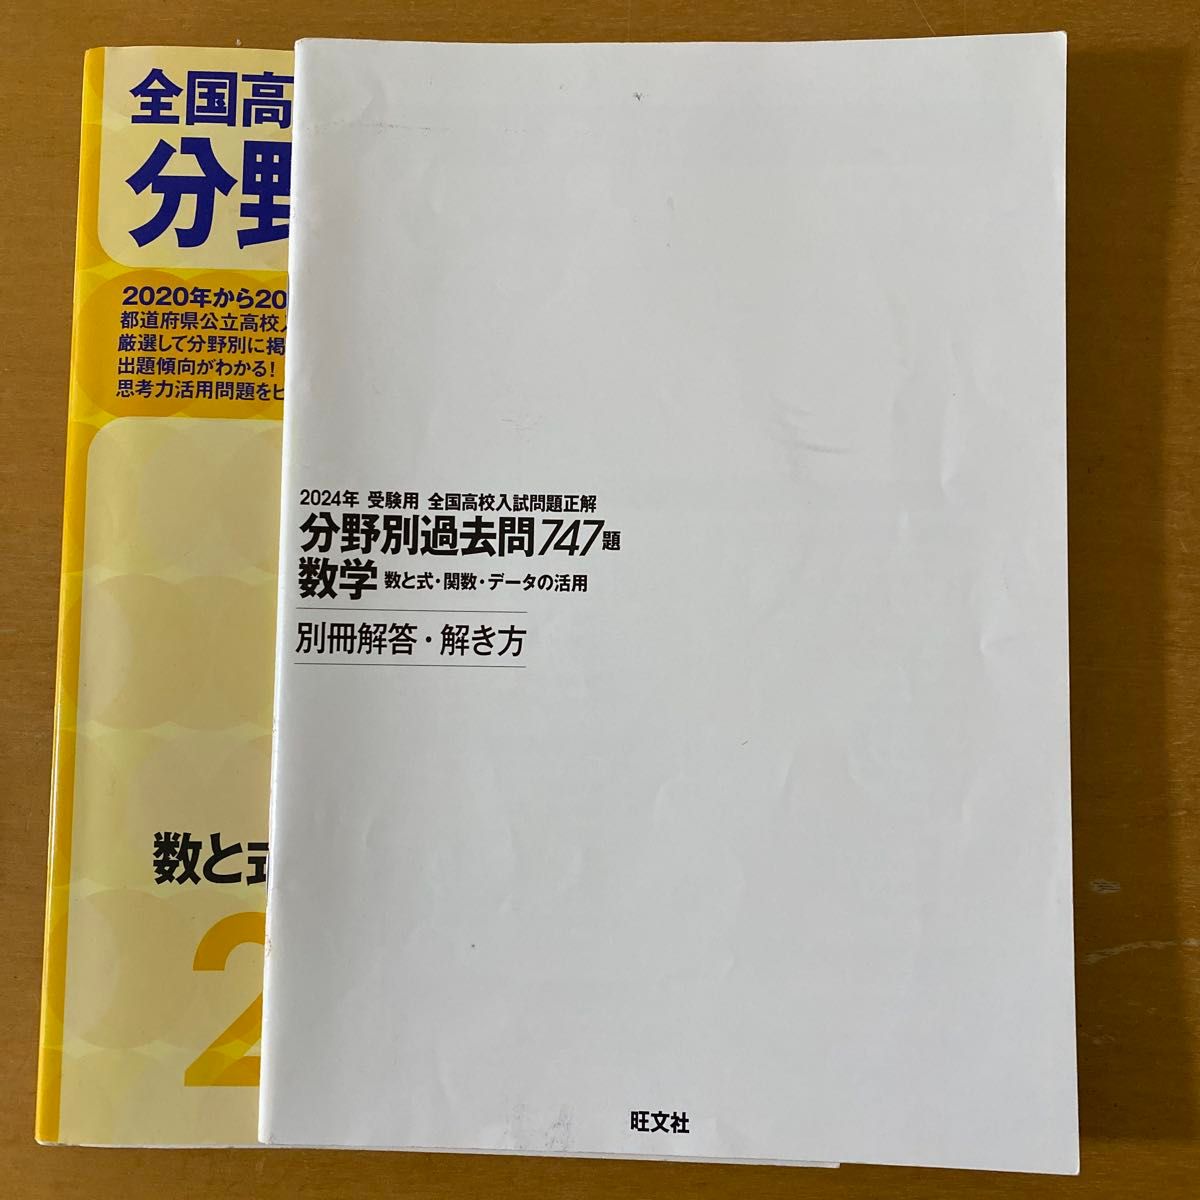 全国高
分野
2020年から20
都道府県公立高校入
厳選して分野別に掲
出題傾向がわかる!
思考力活用問題をピ
数と式
2
2024年 受験用 全国高校入試問題正解
分野別過去問747題
数学 数と式・関数・データの活用
別冊解答・解き方
旺文社